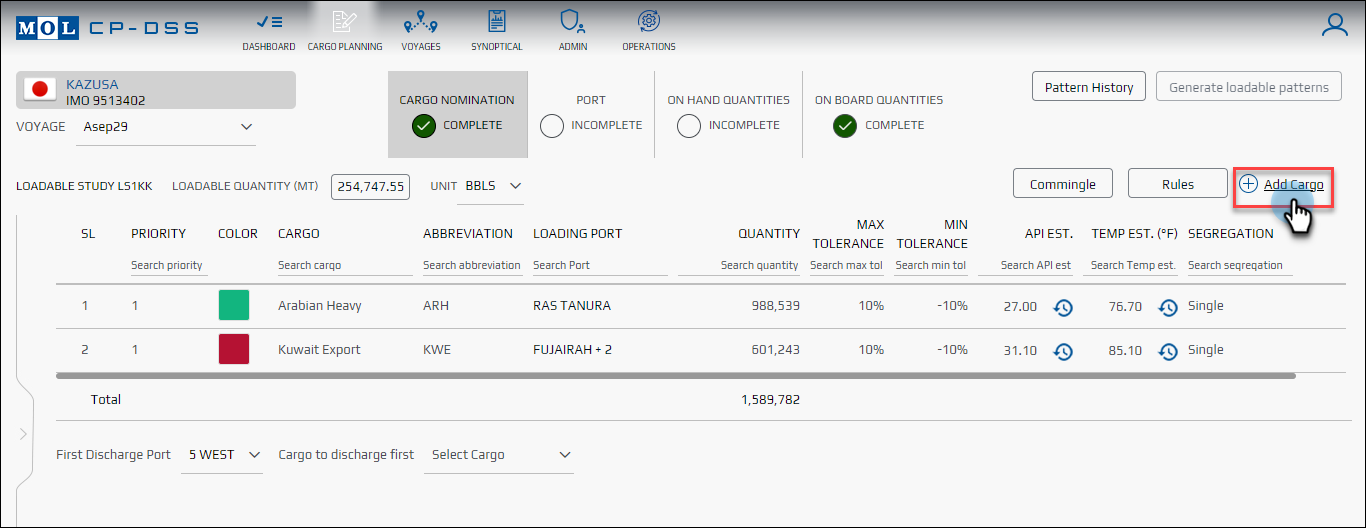 MOL CP-DSS
DASHBOARD CARGO PLANNING VOYAGES SYNOPTICAL ADMIN OPERATIONS
KAZUSA
IMO 9513402
VOYAGE Asep29
CARGO NOMINATION
COMPLETE
PORT
INCOMPLETE
ON HAND QUANTITIES
INCOMPLETE
ON BOARD QUANTITIES
COMPLETE
Pattern History Generate loadable patterns
LOADABLE STUDY LS1KK LOADABLE QUANTITY (MT) 254,747.55 UNIT BBLS Commingle Rules Add Cargo
SL PRIORITY COLOR CARGO ABBREVIATION LOADING PORT QUANTITY MAX TOLERANCE MIN TOLERANCE API EST. TEMP EST. (°F) SEGREGATION
Search priority Search cargo Search abbreviation Search Port Search quantity Search max tol Search min tol Search API est Search Temp est. Search segregation
1 1 Arabian Heavy ARH RAS TANURA 988,539 10% -10% 27.00 76.70 Single
2 1 Kuwait Export KWE FUJAIRAH + 2 601,243 10% -10% 31.10 85.10 Single
Total 1,589,782
First Discharge Port 5 WEST Cargo to discharge first Select Cargo